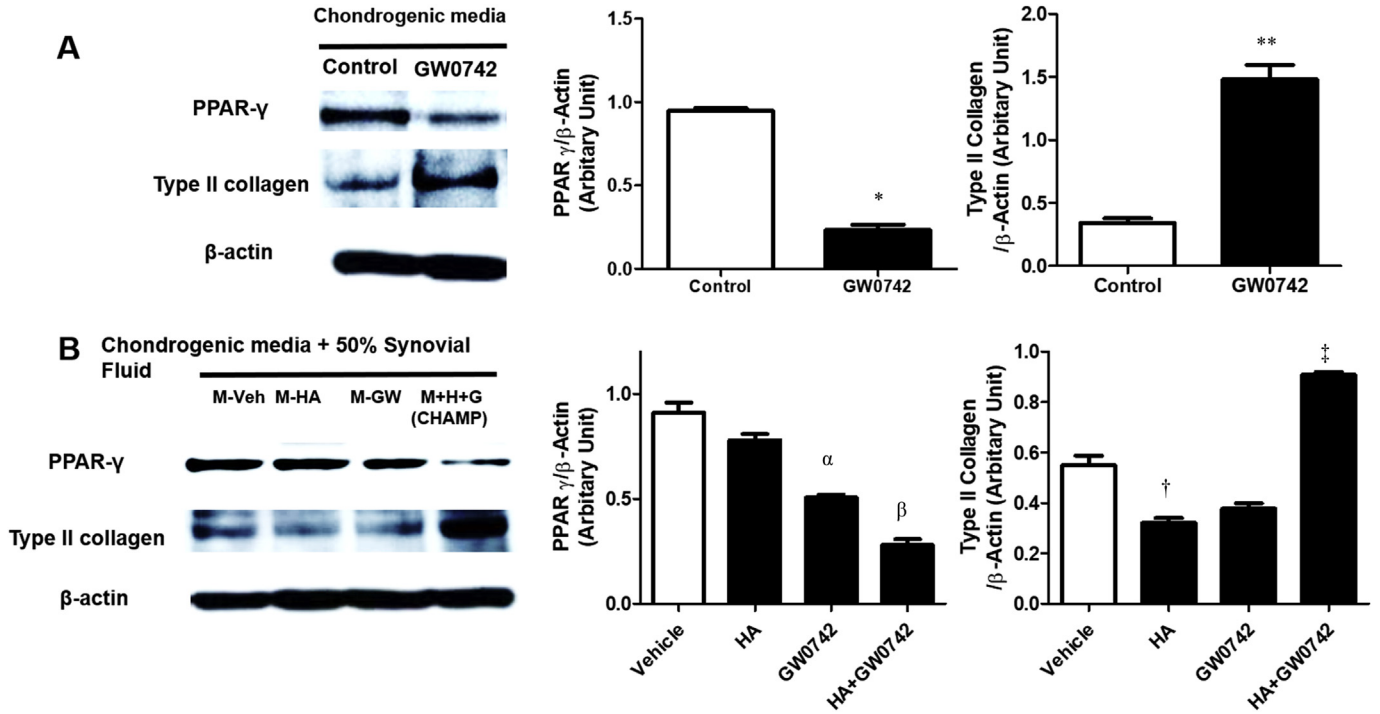 Chondrogenic media
A
Control GW0742
PPAR-γ
Type II collagen
β-actin
PPAR γ/β-Actin
(Arbitary Unit)
1.5
1.0
0.5
0.0
*
Control GW0742
Type II Collagen
/β-Actin (Arbitary Unit)
2.0
1.5
1.0
0.5
0.0
**
Control GW0742
B
Chondrogenic media + 50% Synovial
Fluid
M-Veh M-HA M-GW M+H+G
(CHAMP)
PPAR-γ
Type II collagen
β-actin
PPAR γ/β-Actin
(Arbitary Unit)
1.0
0.5
0.0
α
β
Vehicle
HA
GW0742
HA+GW0742
Type II Collagen
/β-Actin (Arbitary Unit)
1.0
0.8
0.6
0.4
0.2
0.0
†
‡
Vehicle
HA
GW0742
HA+GW0742